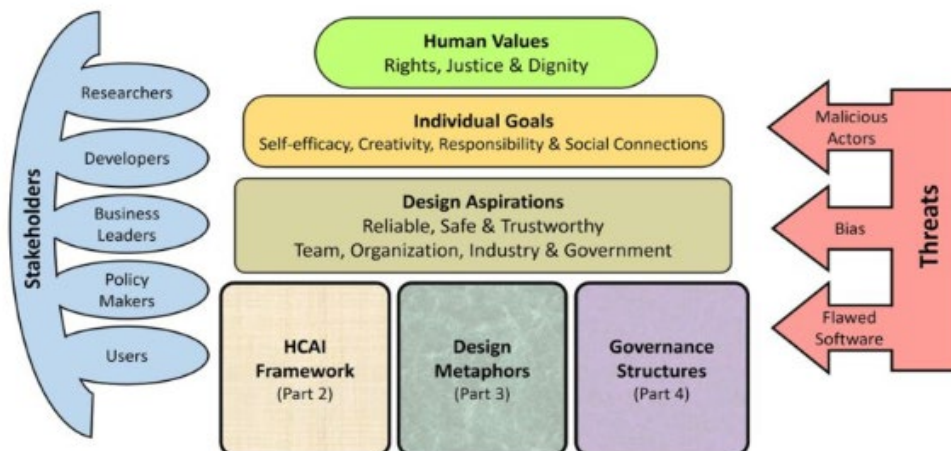 Stakeholders
Researchers
Developers
Business
Leaders
Policy
Makers
Users
Human Values
Rights, Justice & Dignity
Individual Goals
Self-efficacy, Creativity, Responsibility & Social Connections
Design Aspirations
Reliable, Safe & Trustworthy
Team, Organization, Industry & Government
HCAI
Framework
(Part 2)
Design
Metaphors
(Part 3)
Governance
Structures
(Part 4)
Malicious
Actors
Bias
Flawed
Software
Threats